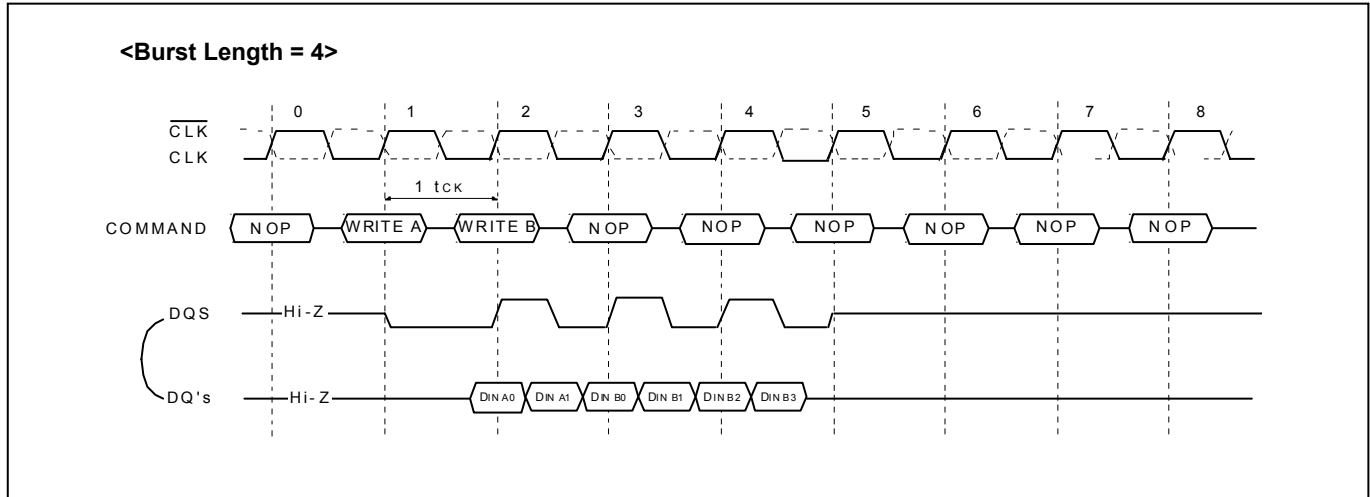 <Burst Length = 4>
0 1 2 3 4 5 6 7 8
CLK
CLK
1 tCK
COMMAND NOP WRITE A WRITE B NOP NOP NOP NOP NOP NOP
DQS Hi-Z
DQ's Hi-Z DIN A0 DIN A1 DIN B0 DIN B1 DIN B2 DIN B3